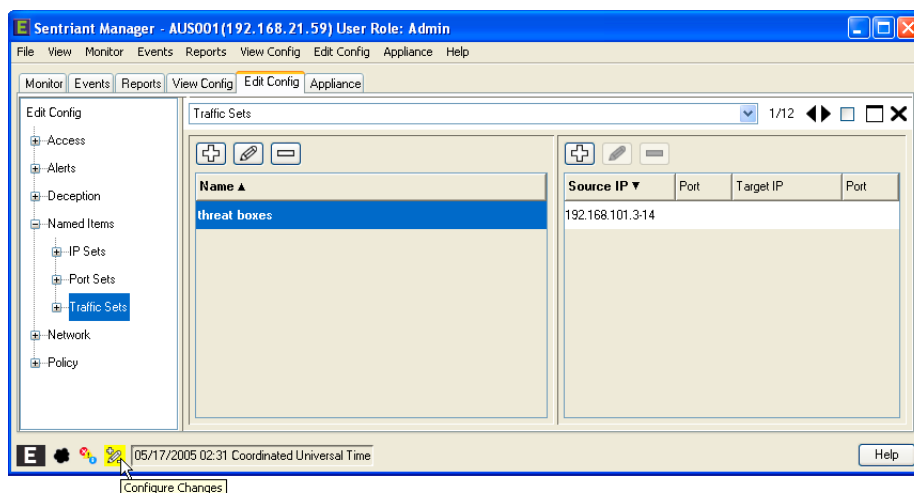 E Sentriant Manager - AUS001(192.168.21.59) User Role: Admin
File View Monitor Events Reports View Config Edit Config Appliance Help
Monitor Events Reports View Config Edit Config Appliance
Edit Config
Access
Alerts
Deception
Named Items
IP Sets
Port Sets
Traffic Sets
Network
Policy
Traffic Sets 1/12
Name
threat boxes
Source IP Port Target IP Port
192.168.101.3-14
E 05/17/2005 02:31 Coordinated Universal Time Help
Configure Changes